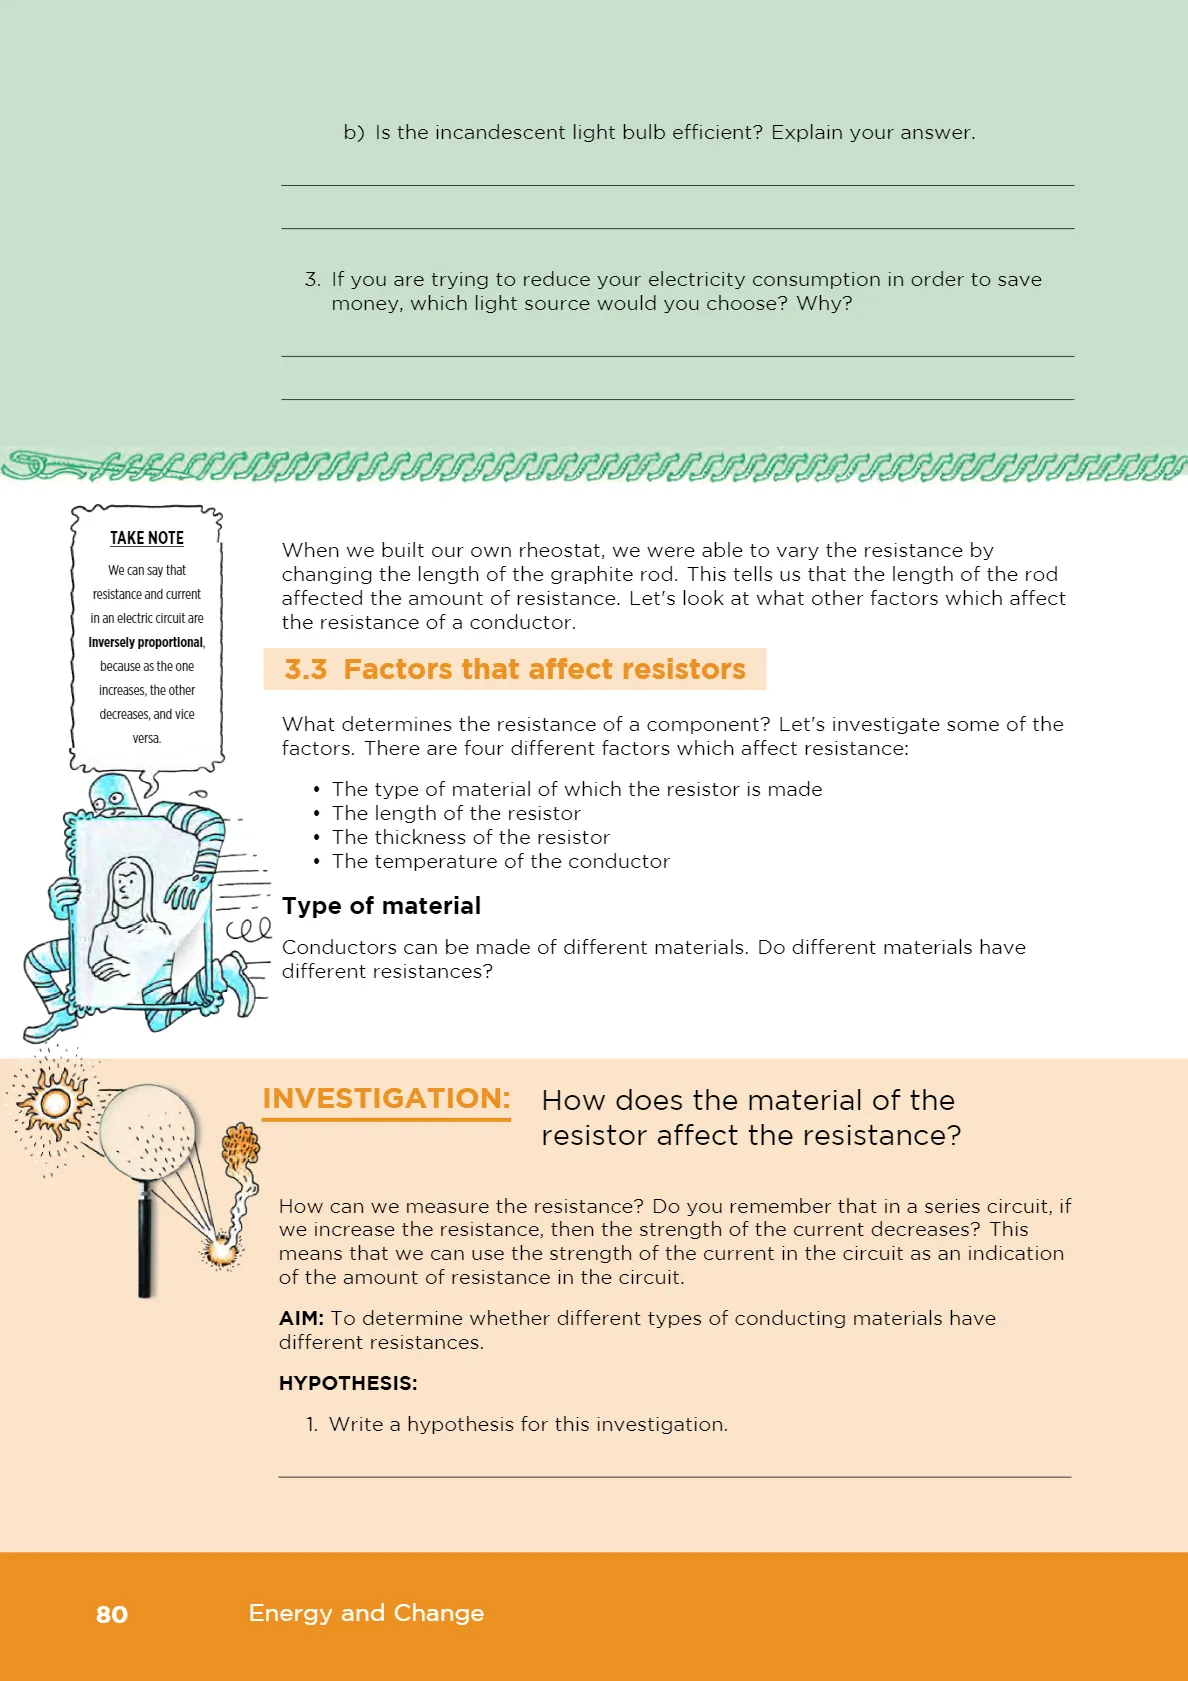 b) Is the incandescent light bulb efficient? Explain your answer.
3. If you are trying to reduce your electricity consumption in order to save
money, which light source would you choose? Why?
TAKE NOTE
We can say that
resistance and current
in an electric circuit are
inversely proportional,
because as the one
increases, the other
decreases, and vice
versa.
When we built our own rheostat, we were able to vary the resistance by
changing the length of the graphite rod. This tells us that the length of the rod
affected the amount of resistance. Let's look at what other factors which affect
the resistance of a conductor.
3.3 Factors that affect resistors
What determines the resistance of a component? Let's investigate some of the
factors. There are four different factors which affect resistance:
• The type of material of which the resistor is made
• The length of the resistor
• The thickness of the resistor
• The temperature of the conductor
Type of material
Conductors can be made of different materials. Do different materials have
different resistances?
INVESTIGATION: How does the material of the
resistor affect the resistance?
How can we measure the resistance? Do you remember that in a series circuit, if
we increase the resistance, then the strength of the current decreases? This
means that we can use the strength of the current in the circuit as an indication
of the amount of resistance in the circuit.
AIM: To determine whether different types of conducting materials have
different resistances.
HYPOTHESIS:
1. Write a hypothesis for this investigation.
80 Energy and Change